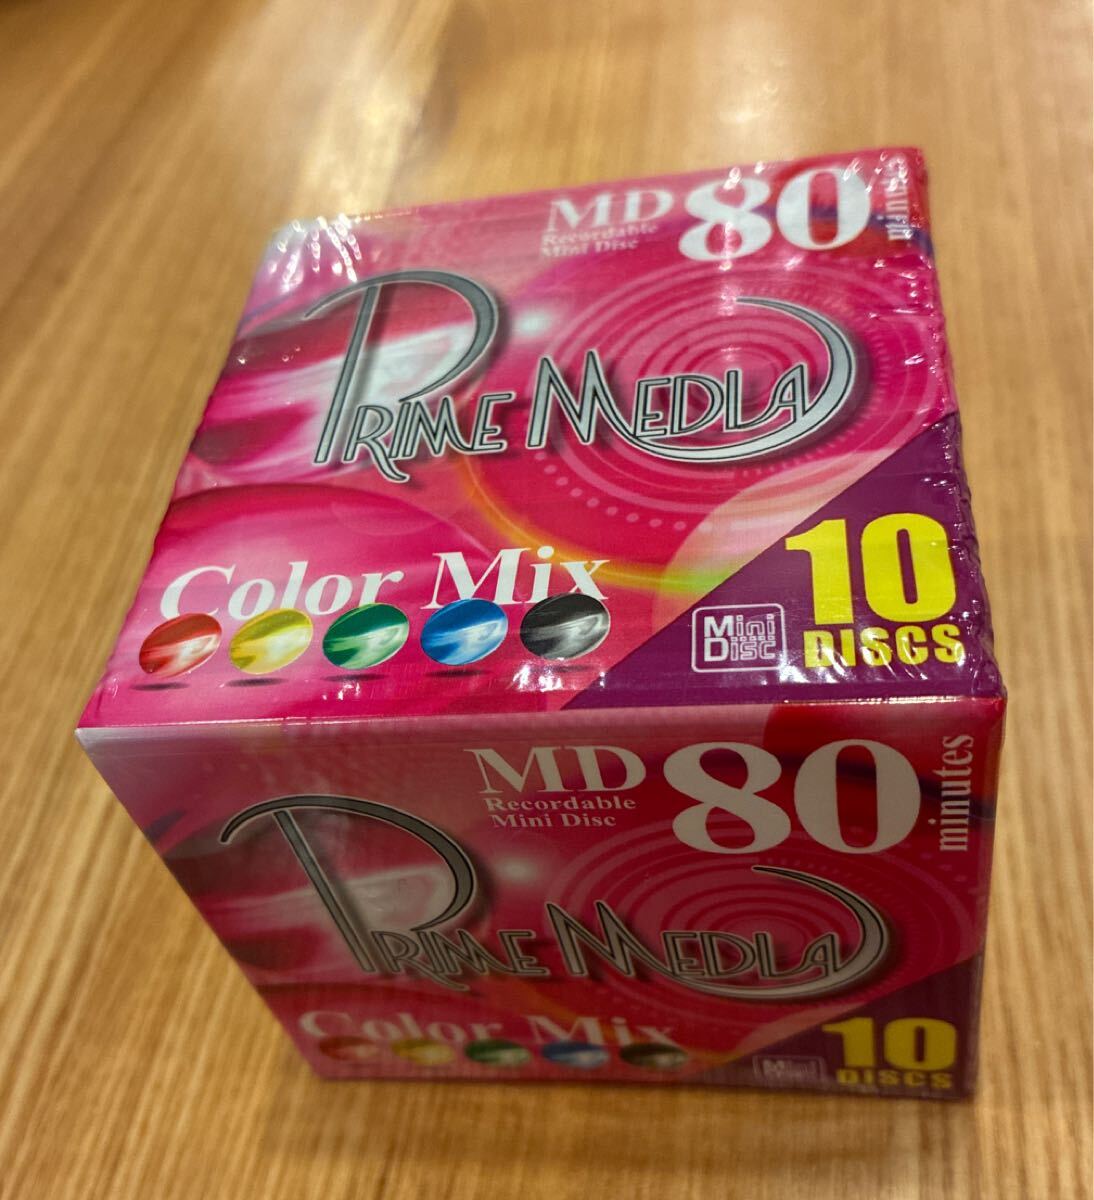 MD 80 minutes
Recordable
Mini Disc
PRIME MEDIA
Color Mix
10
DISCS
Mini
Disc
MD 80 minutes
Recordable
Mini Disc
PRIME MEDIA
Color Mix
10
DISCS
Mini